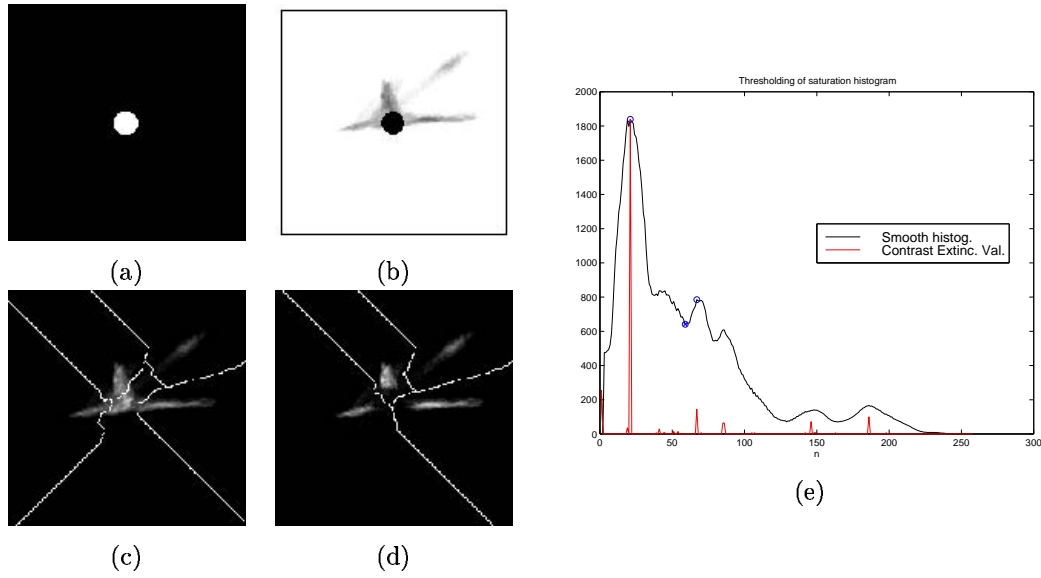 (a)
(b)
(c)
(d)
Thresholding of saturation histogram
2000
1800
1600
1400
1200
1000
800
600
400
200
0
0 50 100 150 200 250 300
n
Smooth histog.
Contrast Extinc. Val.
(e)